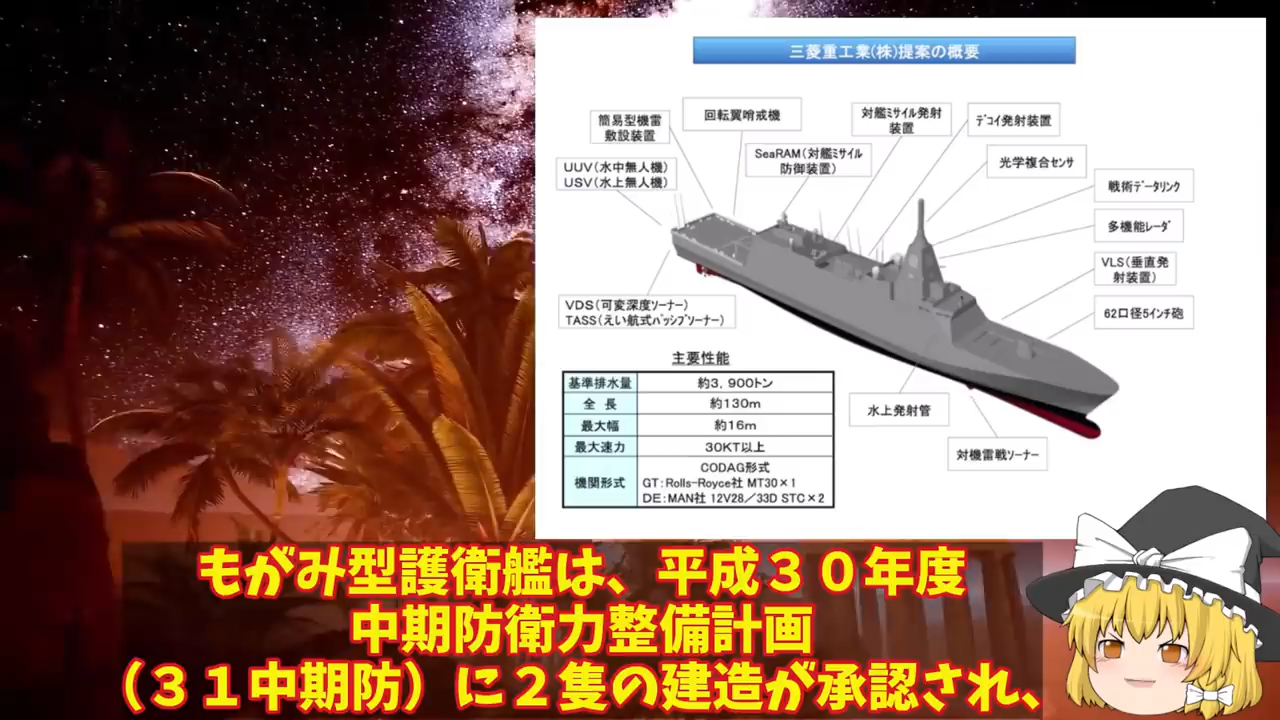 三菱重工業(株)提案の概要
簡易型機雷
敷設装置
回転翼哨戒機
対艦ﾐｻｲﾙ発射
装置
ﾃﾞｺｲ発射装置
UUV(水中無人機)
USV(水上無人機)
SeaRAM(対艦ﾐｻｲﾙ
防御装置)
光学複合ｾﾝｻ
戦術ﾃﾞｰﾀﾘﾝｸ
多機能ﾚｰﾀﾞ
VLS(垂直発
射装置)
62口径5ｲﾝﾁ砲
VDS(可変深度ソーナー)
TASS(えい航式ﾊﾟｯｼﾌﾞソーナー)
水上発射管
対機雷戦ｿｰﾅｰ
主要性能
基準排水量 約3，900トン
全 長 約130m
最大幅 約16m
最大速力 30KT以上
機関形式 CODAG形式
GT：Rolls-Royce社 MT30×1
DE：MAN社 12V28／33D STC×2
もがみ型護衛艦は、平成３０年度
中期防衛力整備計画
（３１中期防）に２隻の建造が承認され、